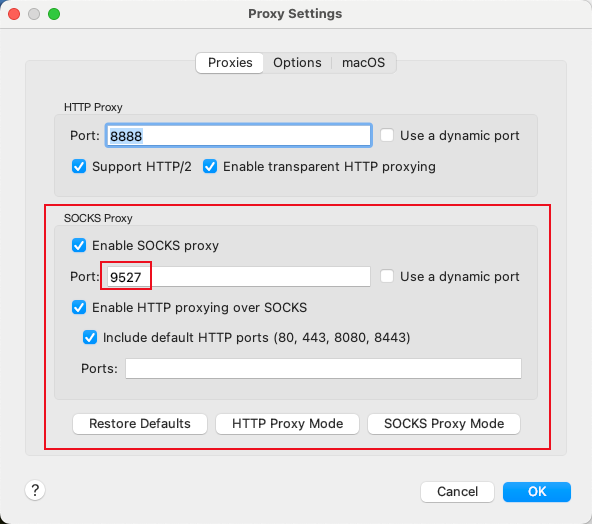 Proxy Settings
Proxies Options macOS
HTTP Proxy
Port: 8888 Use a dynamic port
Support HTTP/2 Enable transparent HTTP proxying
SOCKS Proxy
Enable SOCKS proxy
Port: 9527 Use a dynamic port
Enable HTTP proxying over SOCKS
Include default HTTP ports (80, 443, 8080, 8443)
Ports:
Restore Defaults HTTP Proxy Mode SOCKS Proxy Mode
? Cancel OK